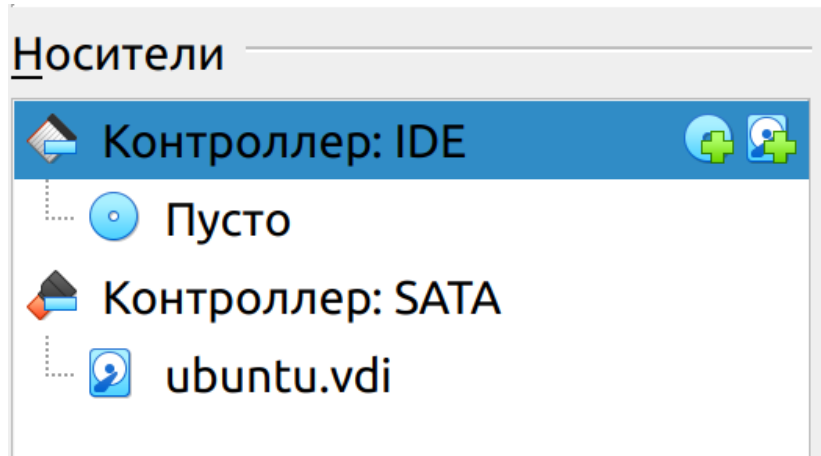 Носители
Контроллер: IDE
Пусто
Контроллер: SATA
ubuntu.vdi